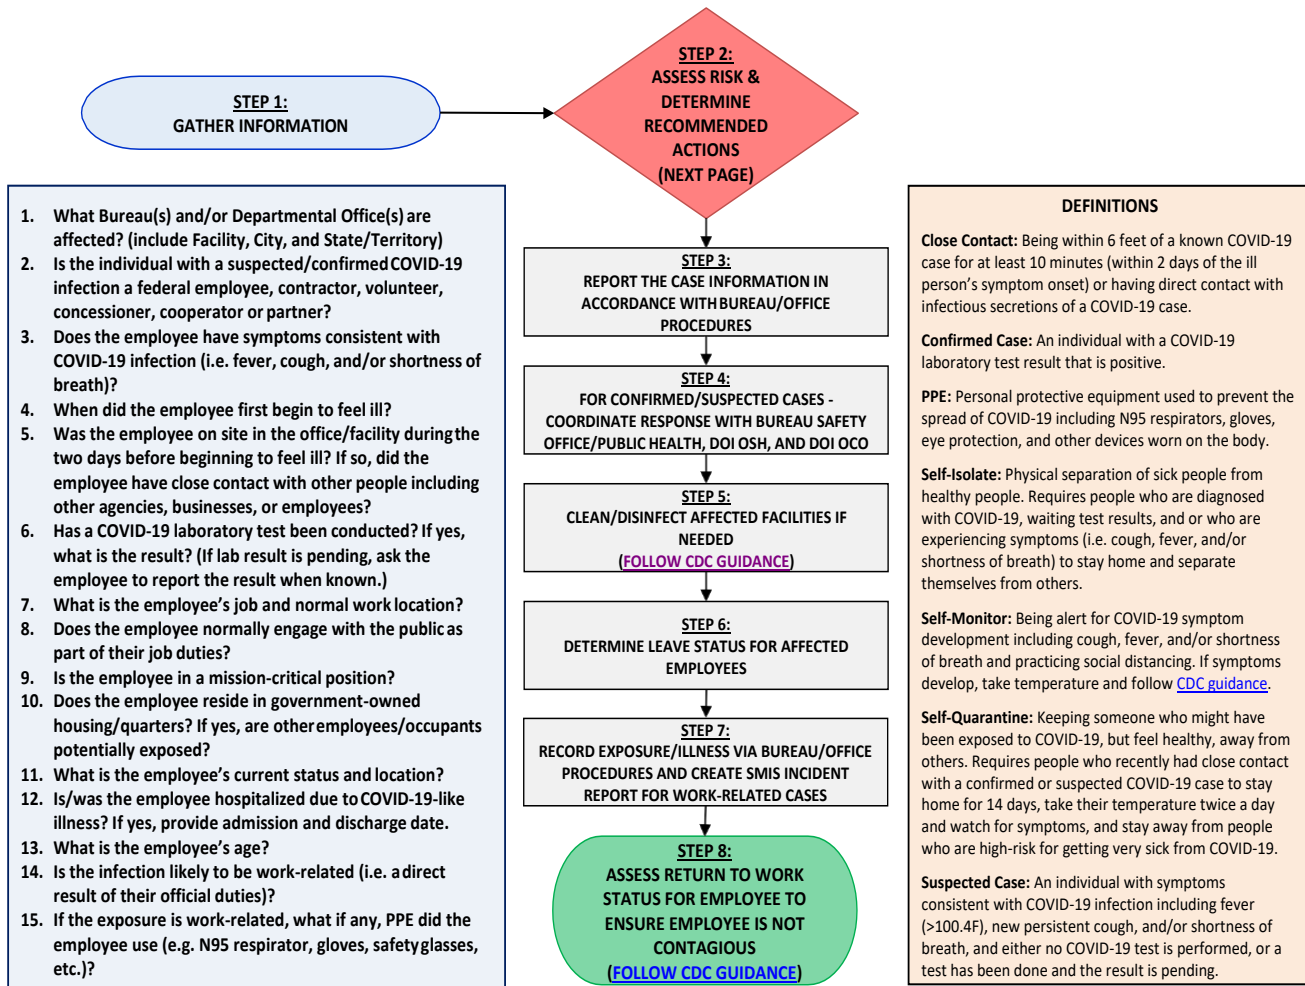 STEP 1:
GATHER INFORMATION
STEP 2:
ASSESS RISK &
DETERMINE
RECOMMENDED
ACTIONS
(NEXT PAGE)
1. What Bureau(s) and/or Departmental Office(s) are
affected? (include Facility, City, and State/Territory)
2. Is the individual with a suspected/confirmed COVID-19
infection a federal employee, contractor, volunteer,
concessioner, cooperator or partner?
3. Does the employee have symptoms consistent with
COVID-19 infection (i.e. fever, cough, and/or shortness of
breath)?
4. When did the employee first begin to feel ill?
5. Was the employee on site in the office/facility during the
two days before beginning to feel ill? If so, did the
employee have close contact with other people including
other agencies, businesses, or employees?
6. Has a COVID-19 laboratory test been conducted? If yes,
what is the result? (If lab result is pending, ask the
employee to report the result when known.)
7. What is the employee's job and normal work location?
8. Does the employee normally engage with the public as
part of their job duties?
9. Is the employee in a mission-critical position?
10. Does the employee reside in government-owned
housing/quarters? If yes, are other employees/occupants
potentially exposed?
11. What is the employee's current status and location?
12. Is/was the employee hospitalized due to COVID-19-like
illness? If yes, provide admission and discharge date.
13. What is the employee's age?
14. Is the infection likely to be work-related (i.e. a direct
result of their official duties)?
15. If the exposure is work-related, what if any, PPE did the
employee use (e.g. N95 respirator, gloves, safety glasses,
etc.)?
STEP 3:
REPORT THE CASE INFORMATION IN
ACCORDANCE WITH BUREAU/OFFICE
PROCEDURES
STEP 4:
FOR CONFIRMED/SUSPECTED CASES -
COORDINATE RESPONSE WITH BUREAU SAFETY
OFFICE/PUBLIC HEALTH, DOI OSH, AND DOI OCO
STEP 5:
CLEAN/DISINFECT AFFECTED FACILITIES IF
NEEDED
(FOLLOW CDC GUIDANCE)
STEP 6:
DETERMINE LEAVE STATUS FOR AFFECTED
EMPLOYEES
STEP 7:
RECORD EXPOSURE/ILLNESS VIA BUREAU/OFFICE
PROCEDURES AND CREATE SMIS INCIDENT
REPORT FOR WORK-RELATED CASES
STEP 8:
ASSESS RETURN TO WORK
STATUS FOR EMPLOYEE TO
ENSURE EMPLOYEE IS NOT
CONTAGIOUS
(FOLLOW CDC GUIDANCE)
DEFINITIONS
Close Contact: Being within 6 feet of a known COVID-19
case for at least 10 minutes (within 2 days of the ill
person's symptom onset) or having direct contact with
infectious secretions of a COVID-19 case.
Confirmed Case: An individual with a COVID-19
laboratory test result that is positive.
PPE: Personal protective equipment used to prevent the
spread of COVID-19 including N95 respirators, gloves,
eye protection, and other devices worn on the body.
Self-Isolate: Physical separation of sick people from
healthy people. Requires people who are diagnosed
with COVID-19, waiting test results, and or who are
experiencing symptoms (i.e. cough, fever, and/or
shortness of breath) to stay home and separate
themselves from others.
Self-Monitor: Being alert for COVID-19 symptom
development including cough, fever, and/or shortness
of breath and practicing social distancing. If symptoms
develop, take temperature and follow CDC guidance.
Self-Quarantine: Keeping someone who might have
been exposed to COVID-19, but feel healthy, away from
others. Requires people who recently had close contact
with a confirmed or suspected COVID-19 case to stay
home for 14 days, take their temperature twice a day
and watch for symptoms, and stay away from people
who are high-risk for getting very sick from COVID-19.
Suspected Case: An individual with symptoms
consistent with COVID-19 infection including fever
(>100.4F), new persistent cough, and/or shortness of
breath, and either no COVID-19 test is performed, or a
test has been done and the result is pending.